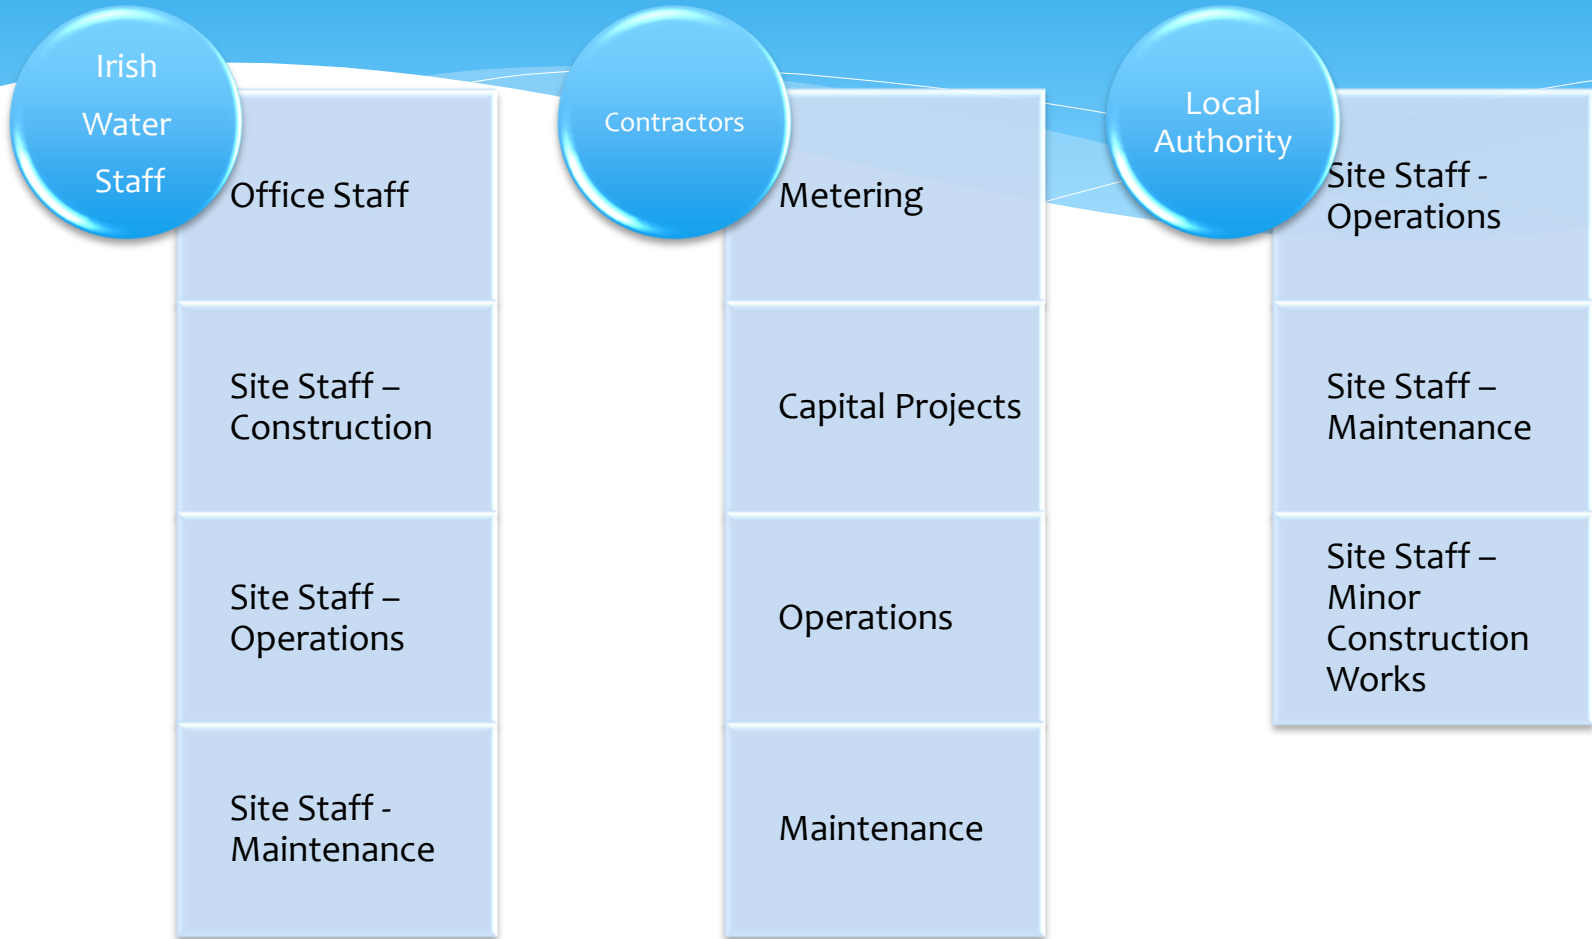 Irish
Water
Staff
Office Staff
Site Staff –
Construction
Site Staff –
Operations
Site Staff -
Maintenance
Contractors
Metering
Capital Projects
Operations
Maintenance
Local
Authority
Site Staff -
Operations
Site Staff –
Maintenance
Site Staff –
Minor
Construction
Works